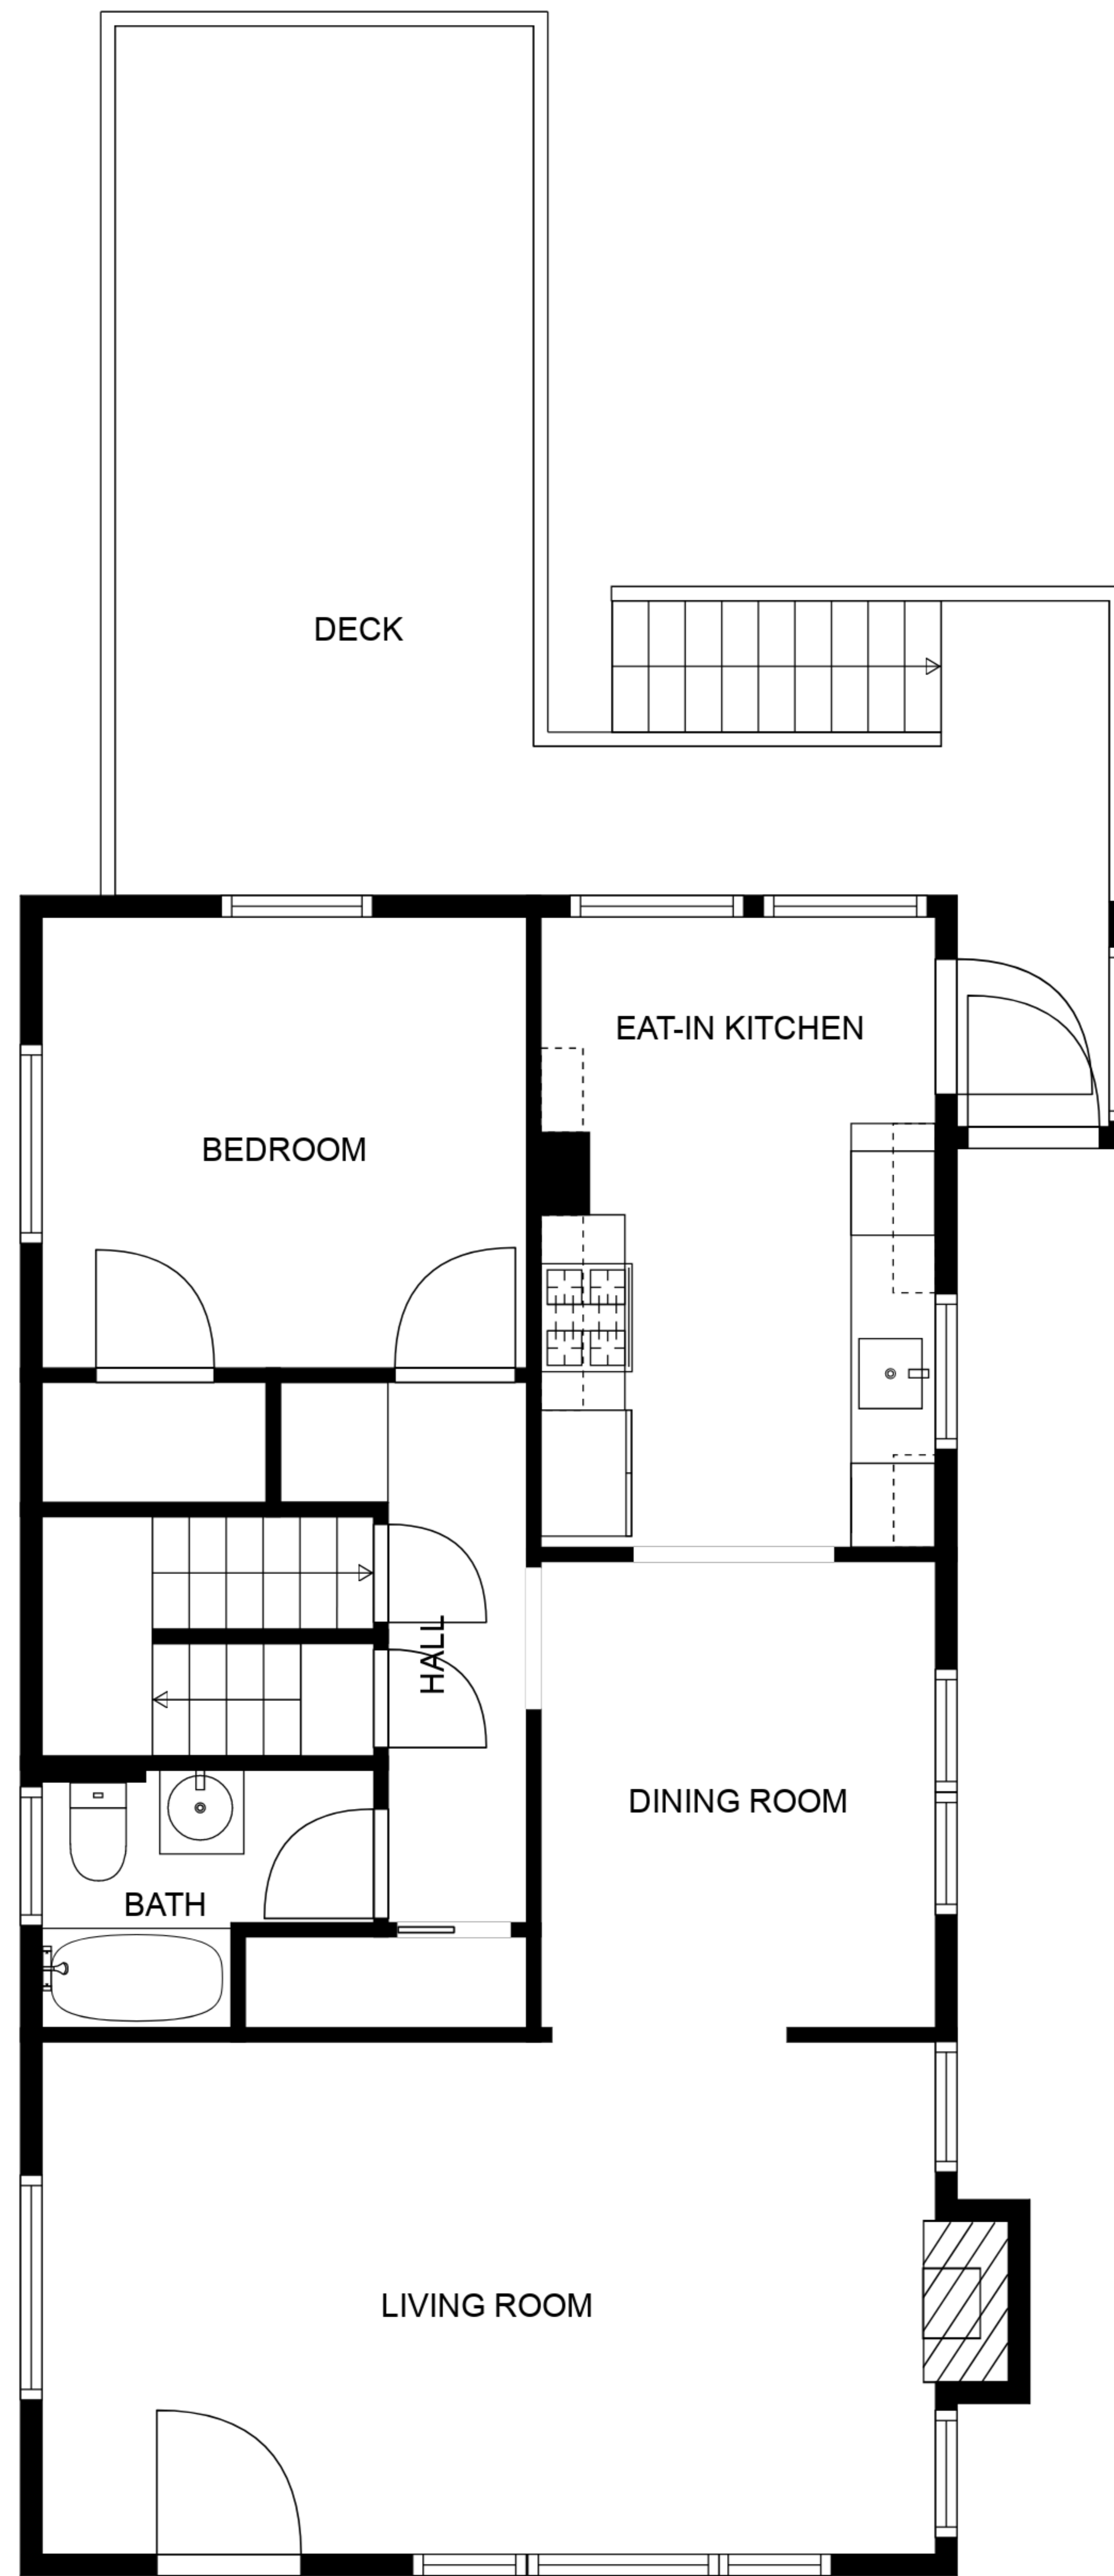 DECK
EAT-IN KITCHEN
BEDROOM
HALL
DINING ROOM
BATH
LIVING ROOM